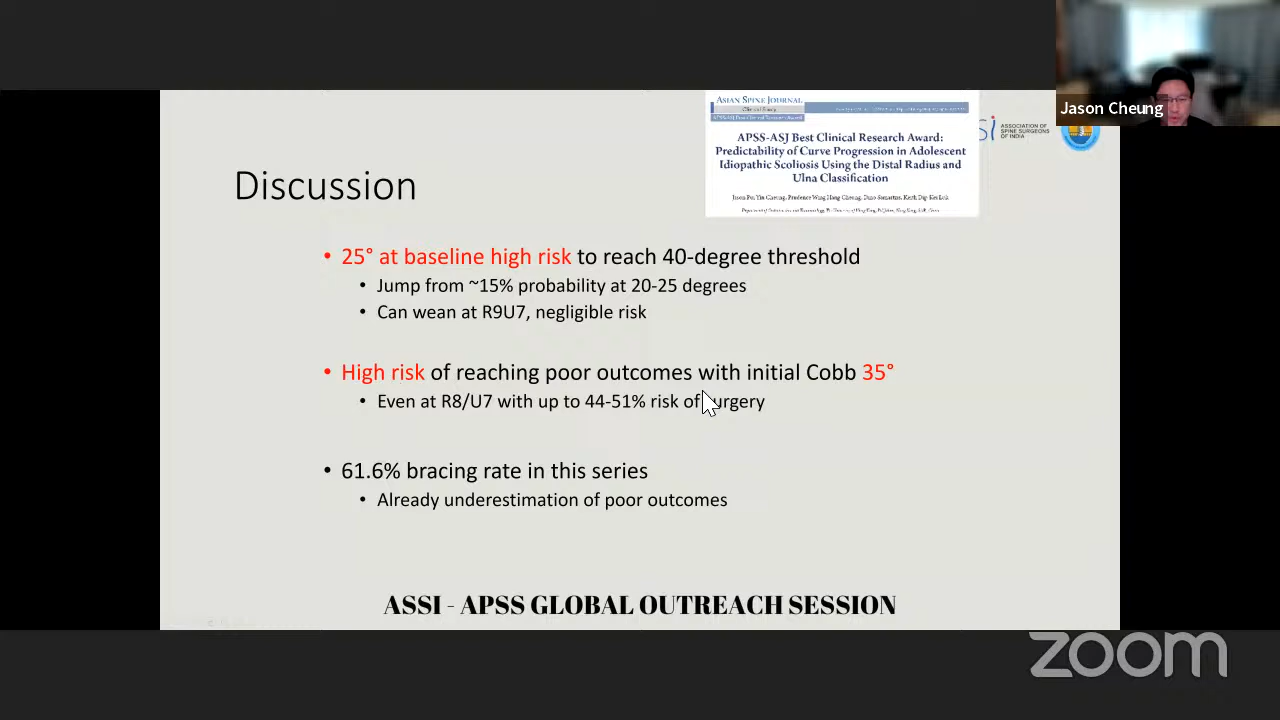 Jason Cheung
ASIAN SPINE JOURNAL
ASSOCIATION OF
SPINE SURGEONS
OF INDIA
APSS-ASJ Best Clinical Research Award:
Predictability of Curve Progression in Adolescent
Idiopathic Scoliosis Using the Distal Radius and
Ulna Classification
Discussion
• 25° at baseline high risk to reach 40-degree threshold
• Jump from ~15% probability at 20-25 degrees
• Can wean at R9U7, negligible risk
• High risk of reaching poor outcomes with initial Cobb 35°
• Even at R8/U7 with up to 44-51% risk of surgery
• 61.6% bracing rate in this series
• Already underestimation of poor outcomes
ASSI - APSS GLOBAL OUTREACH SESSION
zoom